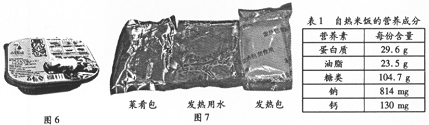 图6
菜肴包 发热用水 发热包
图7
表1 自热米饭的营养成分
营养素 每份含量
蛋白质 29.6 g
油脂 23.5 g
糖类 104.7 g
钠 814 mg
钙 130 mg